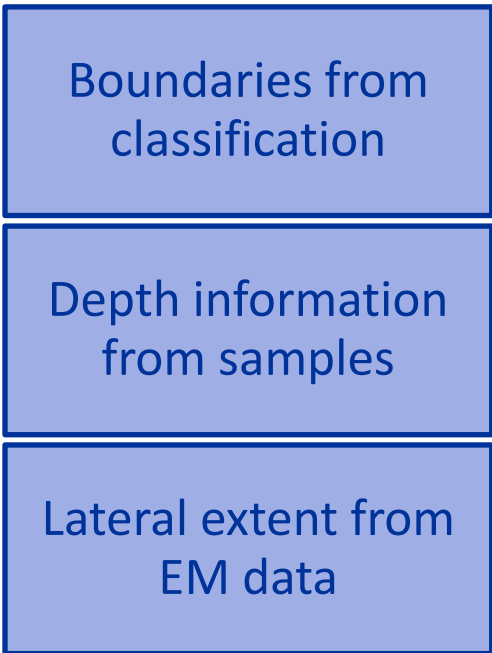 Boundaries from
classification
Depth information
from samples
Lateral extent from
EM data